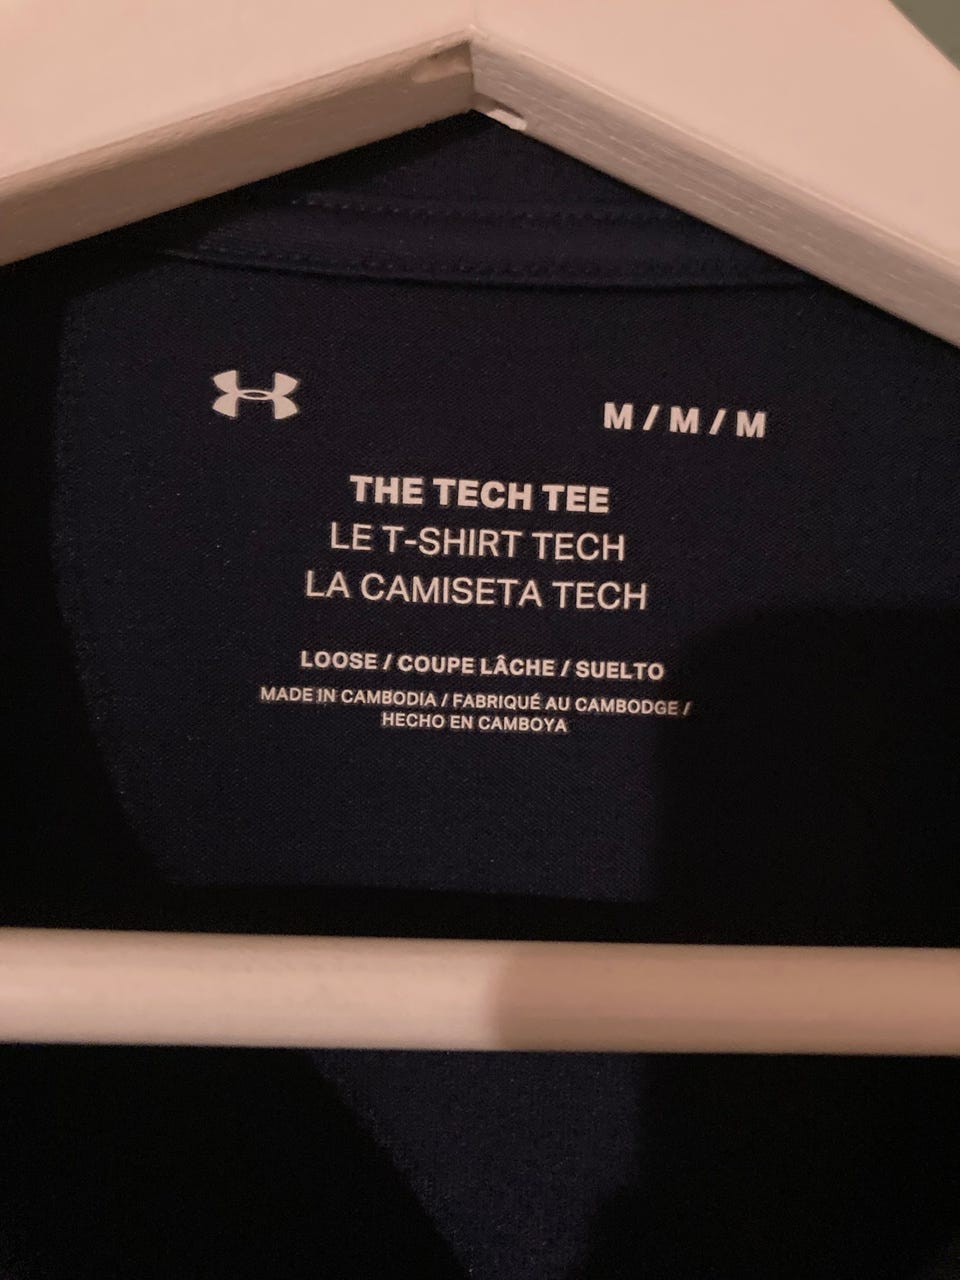 M / M / M
THE TECH TEE
LE T-SHIRT TECH
LA CAMISETA TECH
LOOSE / COUPE LÂCHE / SUELTO
MADE IN CAMBODIA / FABRIQUÉ AU CAMBODGE /
HECHO EN CAMBOYA